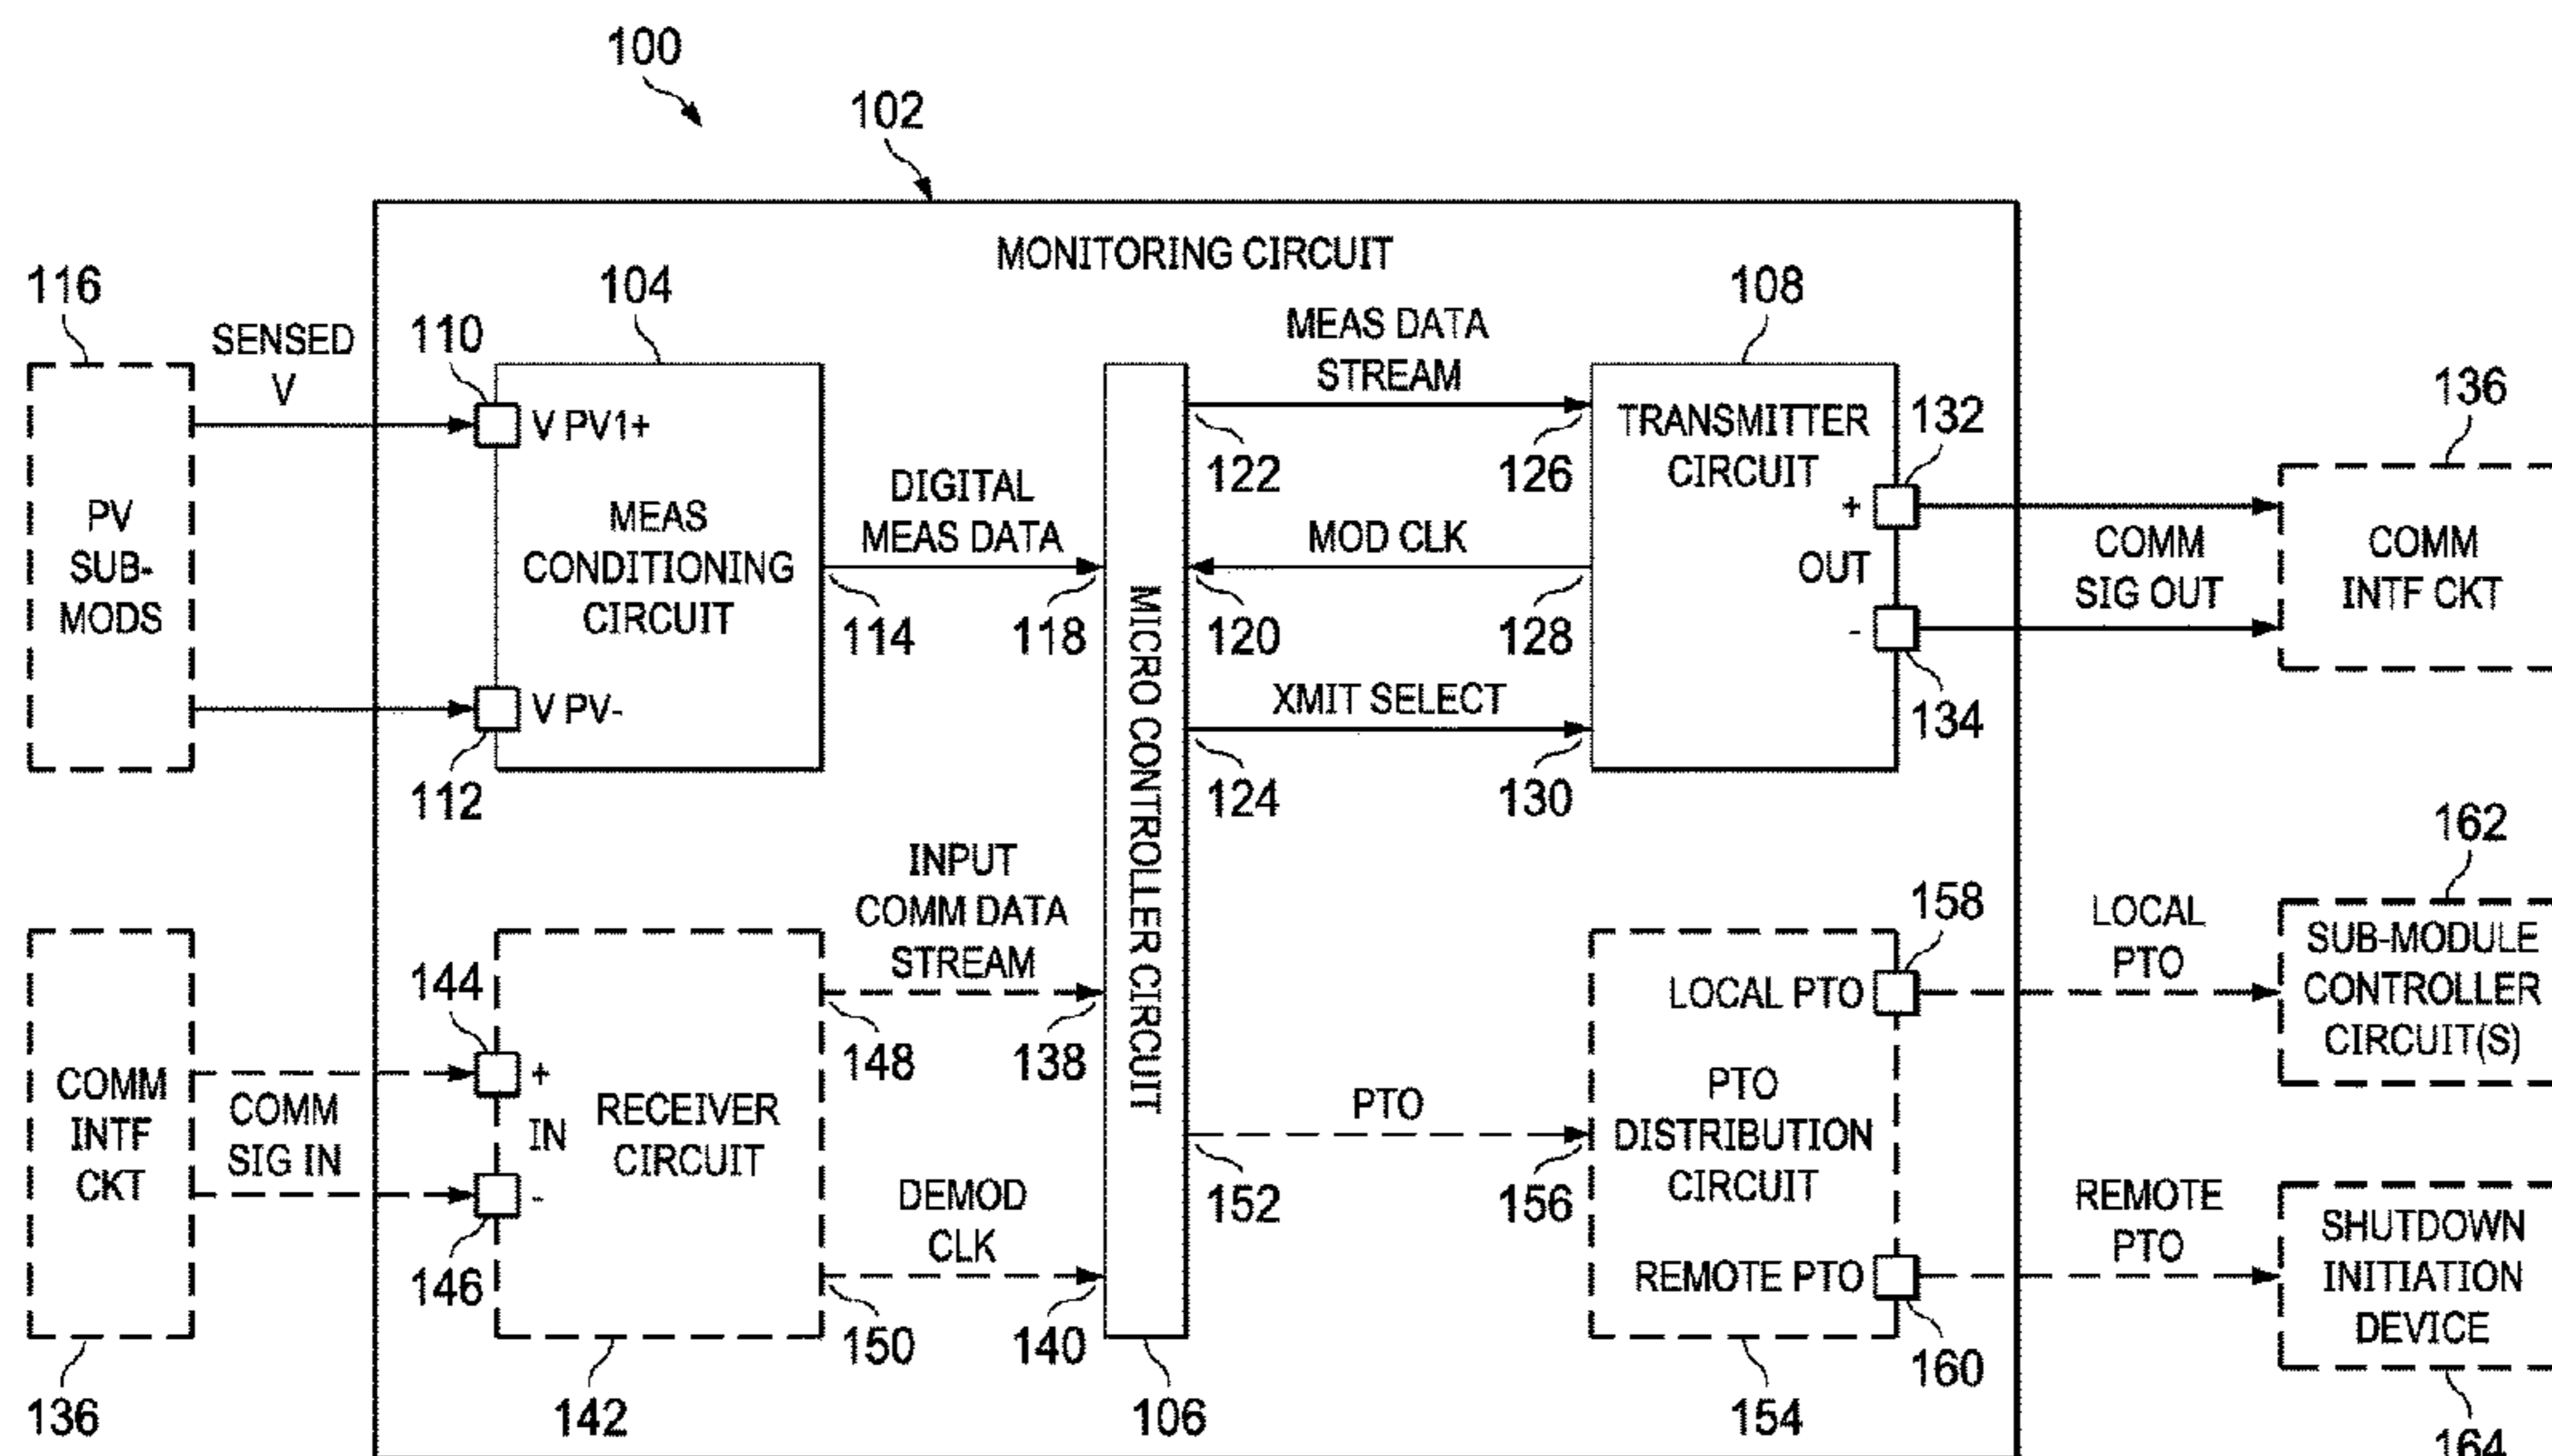 100
102
MONITORING CIRCUIT
116
SENSED
V
110
104
V PV1+
MEAS
CONDITIONING
CIRCUIT
V PV-
112
PV
SUB-
MODS
DIGITAL
MEAS DATA
114
118
MICRO CONTROLLER CIRCUIT
MEAS DATA
STREAM
122
126
MOD CLK
120
128
XMIT SELECT
124
130
108
TRANSMITTER
CIRCUIT
+
OUT
-
132
134
COMM
SIG OUT
136
COMM
INTF CKT
COMM
INTF
CKT
136
COMM
SIG IN
144
+
IN
-
146
RECEIVER
CIRCUIT
142
INPUT
COMM DATA
STREAM
148
138
DEMOD
CLK
150
140
106
PTO
152
156
LOCAL PTO
PTO
DISTRIBUTION
CIRCUIT
REMOTE PTO
158
160
154
LOCAL
PTO
162
SUB-MODULE
CONTROLLER
CIRCUIT(S)
REMOTE
PTO
SHUTDOWN
INITIATION
DEVICE
164